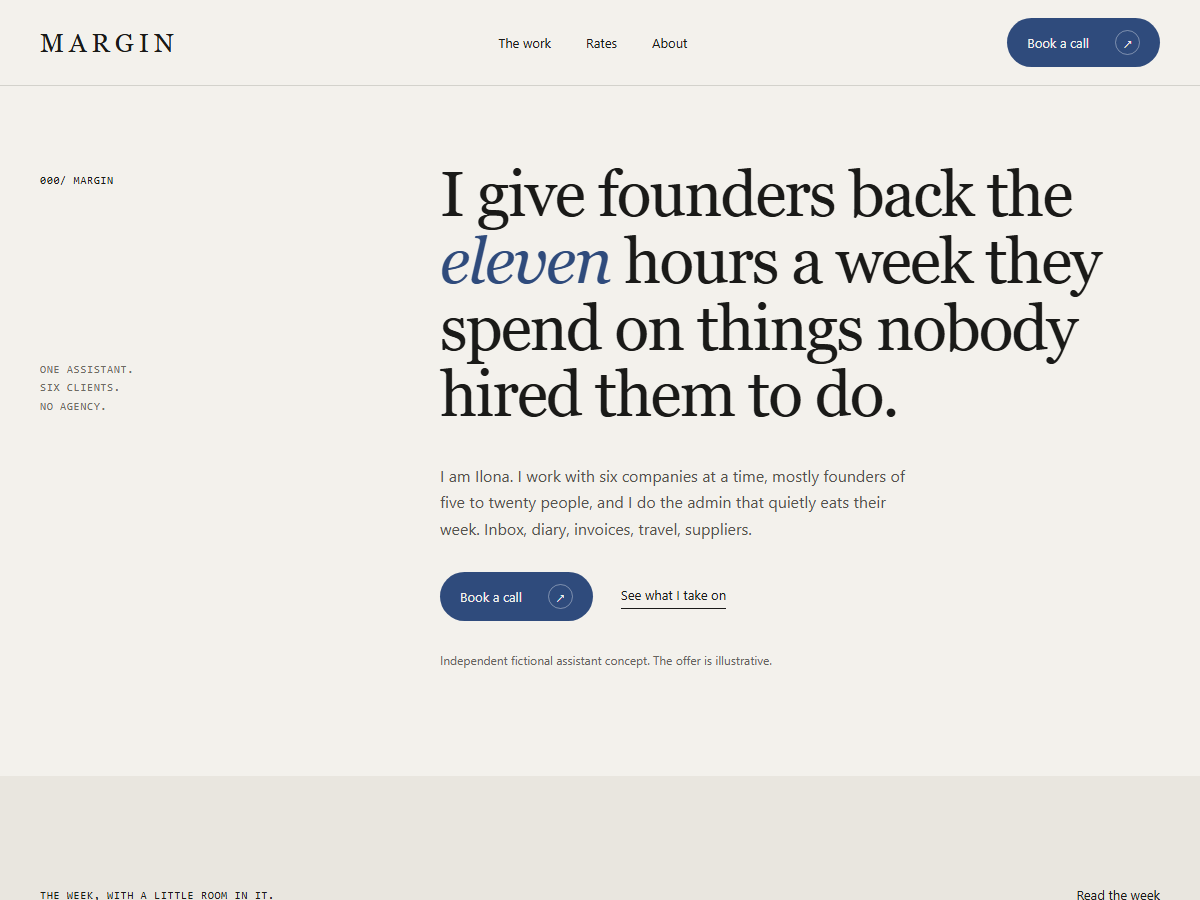 MARGIN
The work
Rates
About
Book a call ↗
000/ MARGIN
I give founders back the
eleven hours a week they
spend on things nobody
hired them to do.
ONE ASSISTANT.
SIX CLIENTS.
NO AGENCY.
I am Ilona. I work with six companies at a time, mostly founders of
five to twenty people, and I do the admin that quietly eats their
week. Inbox, diary, invoices, travel, suppliers.
Book a call ↗
See what I take on
Independent fictional assistant concept. The offer is illustrative.
THE WEEK, WITH A LITTLE ROOM IN IT.
Read the week